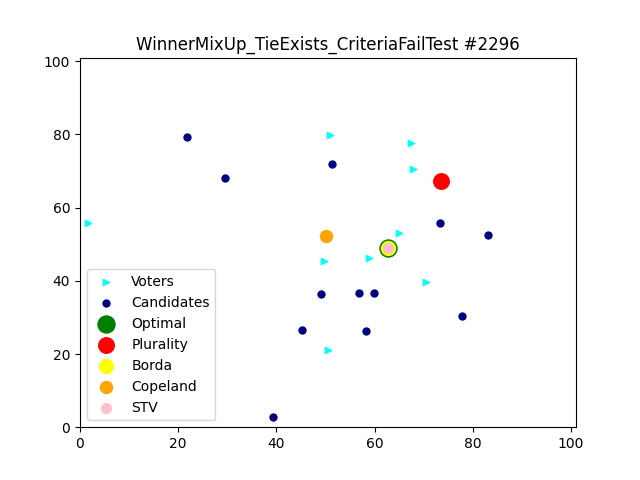 WinnerMixUp_TieExists_CriteriaFailTest #2296
100
80
60
40
20
0
Voters
Candidates
Optimal
Plurality
Borda
Copeland
STV
0 20 40 60 80 100